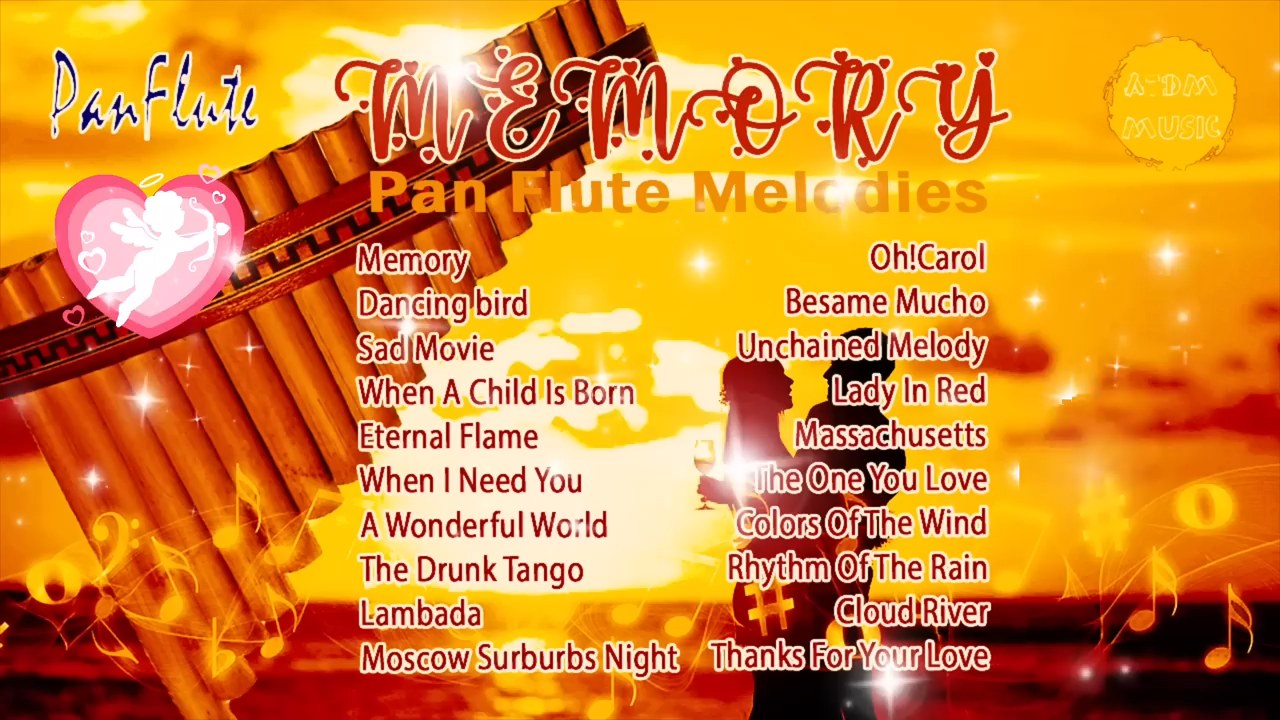 PanFlute
MEMORY
A-DM
MUSIC
Pan Flute Melodies
Memory
Dancing bird
Sad Movie
When A Child Is Born
Eternal Flame
When I Need You
A Wonderful World
The Drunk Tango
Lambada
Moscow Surburbs Night
Oh!Carol
Besame Mucho
Unchained Melody
Lady In Red
Massachusetts
The One You Love
Colors Of The Wind
Rhythm Of The Rain
Cloud River
Thanks For Your Love